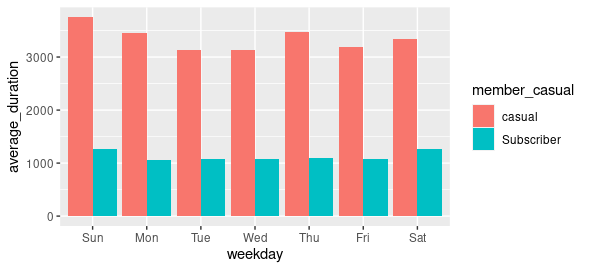 average_duration
3000
2000
1000
0
Sun Mon Tue Wed Thu Fri Sat
weekday
member_casual
casual
Subscriber